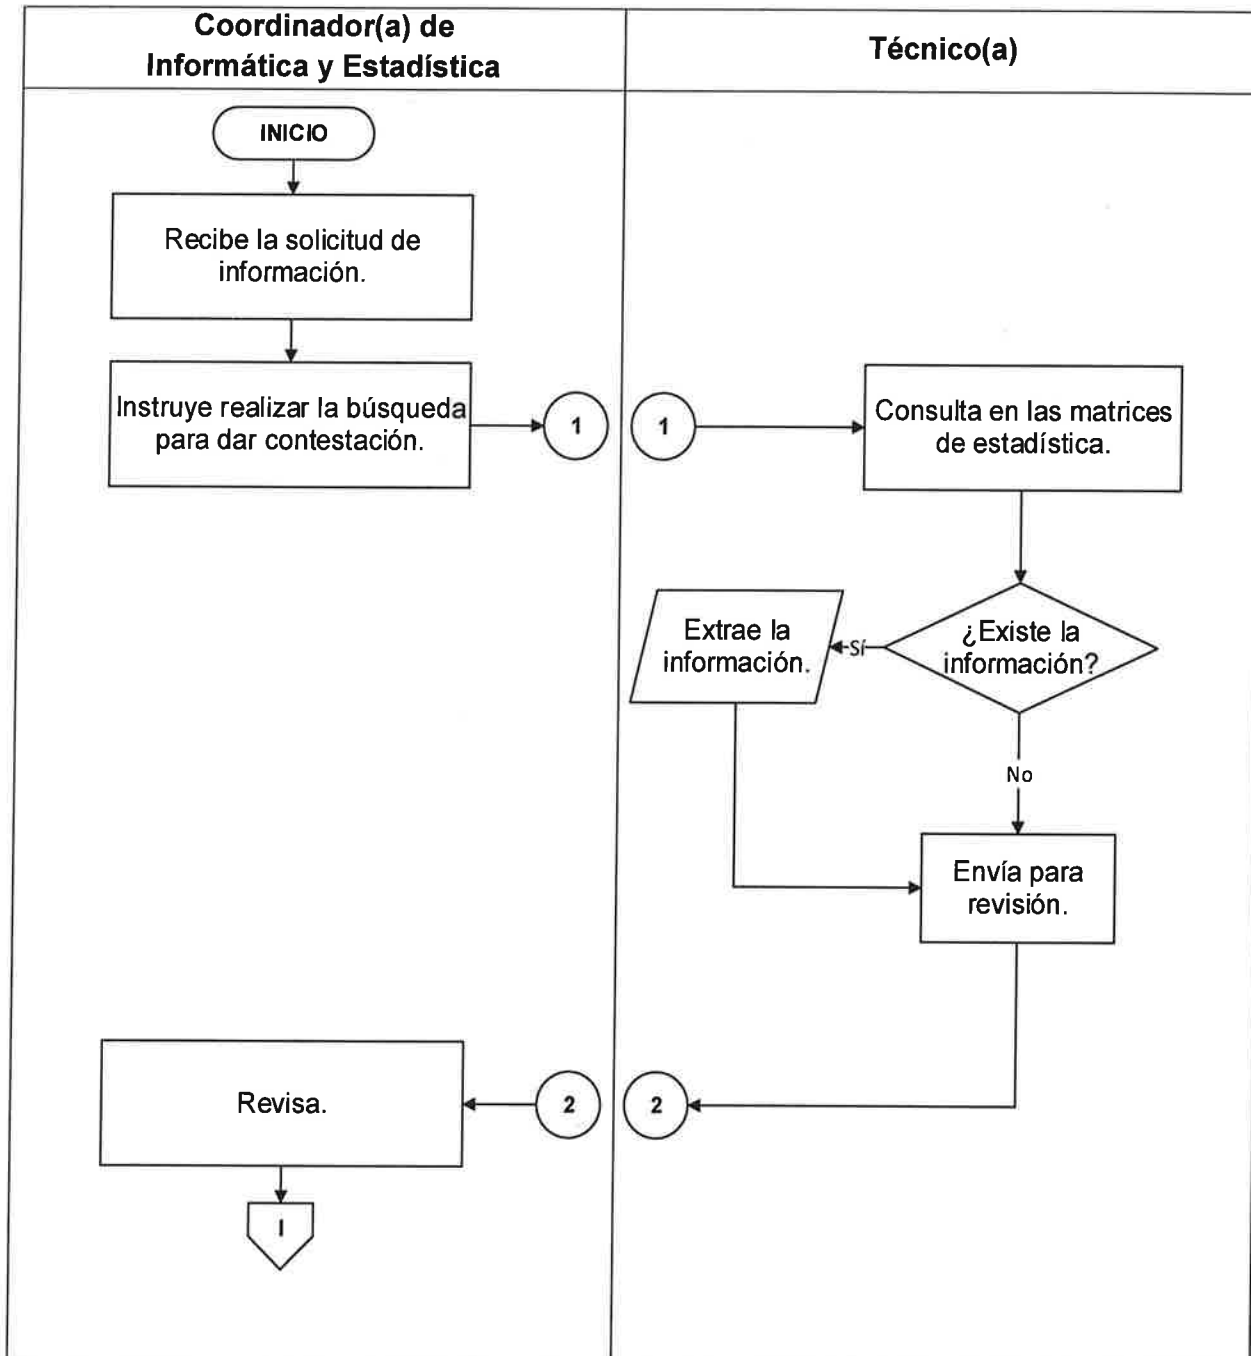 Coordinador(a) de
Informática y Estadística
Técnico(a)
INICIO
Recibe la solicitud de
información.
Instruye realizar la búsqueda
para dar contestación.
1
1
Consulta en las matrices
de estadística.
¿Existe la
información?
Sí
Extrae la
información.
No
Envía para
revisión.
2
2
Revisa.
I